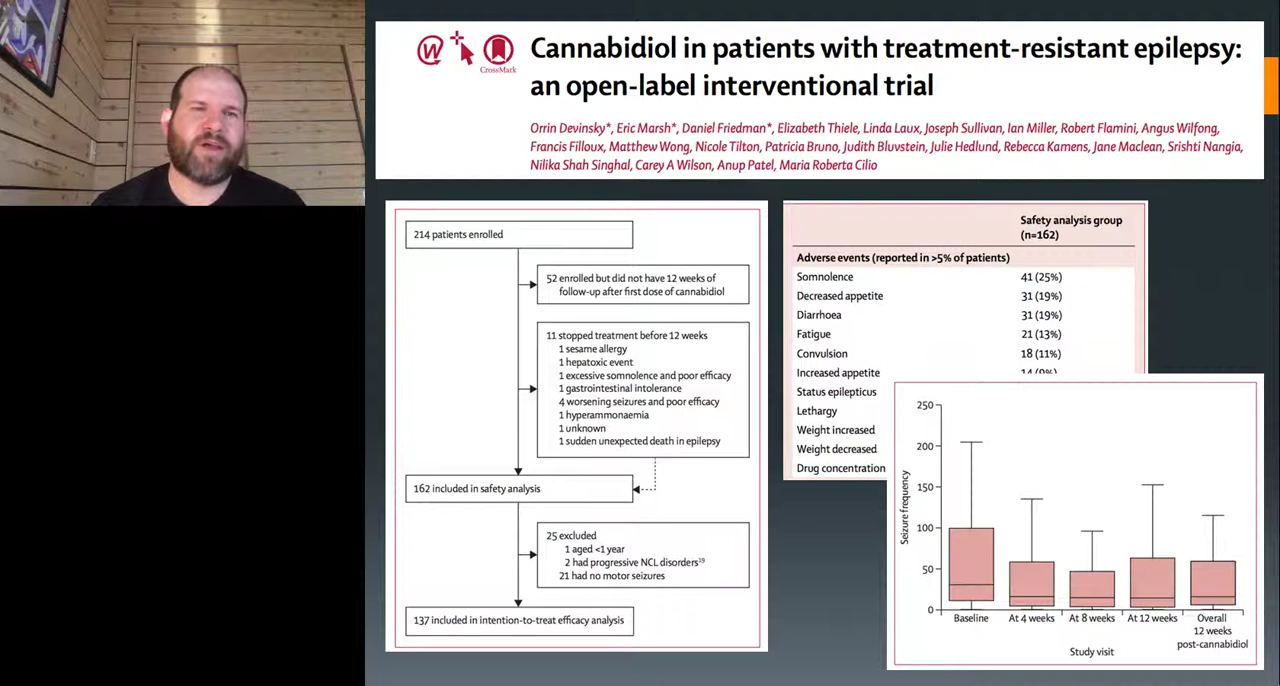 Cannabidiol in patients with treatment-resistant epilepsy:
an open-label interventional trial
W
CrossMark
Orrin Devinsky*, Eric Marsh*, Daniel Friedman*, Elizabeth Thiele, Linda Laux, Joseph Sullivan, Ian Miller, Robert Flamini, Angus Wilfong,
Francis Filloux, Matthew Wong, Nicole Tilton, Patricia Bruno, Judith Bluvstein, Julie Hedlund, Rebecca Kamens, Jane Maclean, Srishti Nangia,
Nilika Shah Singhal, Carey A Wilson, Anup Patel, Maria Roberta Cilio
214 patients enrolled
52 enrolled but did not have 12 weeks of
follow-up after first dose of cannabidiol
11 stopped treatment before 12 weeks
1 sesame allergy
1 hepatoxic event
1 excessive somnolence and poor efficacy
1 gastrointestinal intolerance
4 worsening seizures and poor efficacy
1 hyperammonaemia
1 unknown
1 sudden unexpected death in epilepsy
162 included in safety analysis
25 excluded
1 aged <1 year
2 had progressive NCL disorders¹⁹
21 had no motor seizures
137 included in intention-to-treat efficacy analysis
Safety analysis group
(n=162)
Adverse events (reported in >5% of patients)
Somnolence 41 (25%)
Decreased appetite 31 (19%)
Diarrhoea 31 (19%)
Fatigue 21 (13%)
Convulsion 18 (11%)
Increased appetite 14 (9%)
Status epilepticus
Lethargy
Weight increased
Weight decreased
Drug concentration
Seizure frequency
250
200
150
100
50
0
Baseline At 4 weeks At 8 weeks At 12 weeks Overall
12 weeks
post-cannabidiol
Study visit